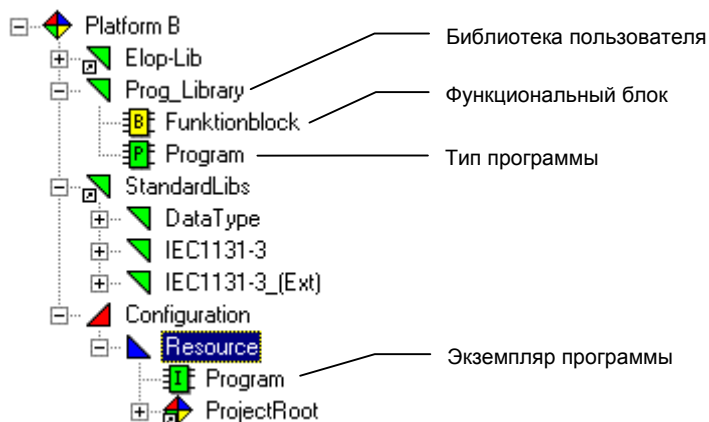 Platform B
Elop-Lib
Библиотека пользователя
Prog_Library
Функциональный блок
B Funktionblock
P Program
Тип программы
StandardLibs
DataType
IEC1131-3
IEC1131-3_(Ext)
Configuration
Resource
Экземпляр программы
I Program
ProjectRoot